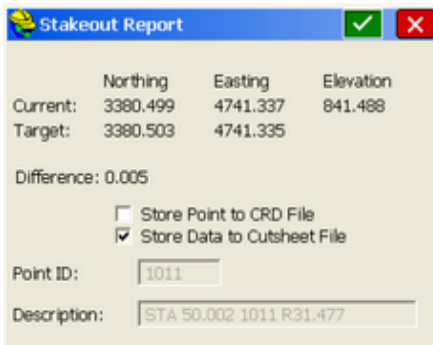 Stakeout Report
Northing Easting Elevation
Current: 3380.499 4741.337 841.488
Target: 3380.503 4741.335
Difference: 0.005
Store Point to CRD File
Store Data to Cutsheet File
Point ID: 1011
Description: STA 50.002 1011 R31.477